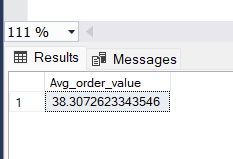 111 %
Results Messages
Avg_order_value
1 38.3072623343546